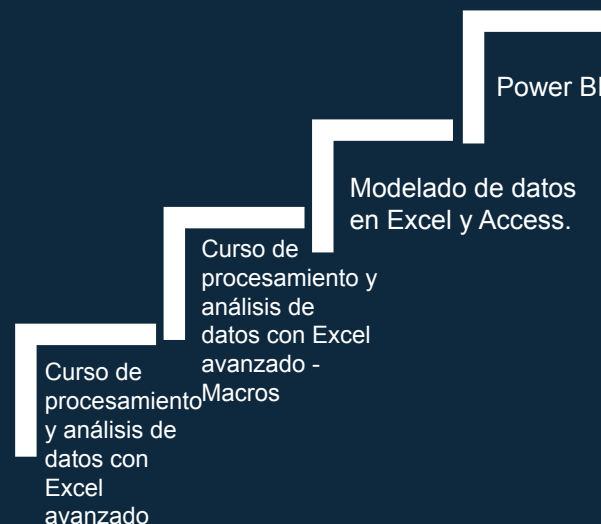 Power BI
Modelado de datos
en Excel y Access.
Curso de
procesamiento y
análisis de
datos con Excel
avanzado -
Macros
Curso de
procesamiento
y análisis de
datos con
Excel
avanzado